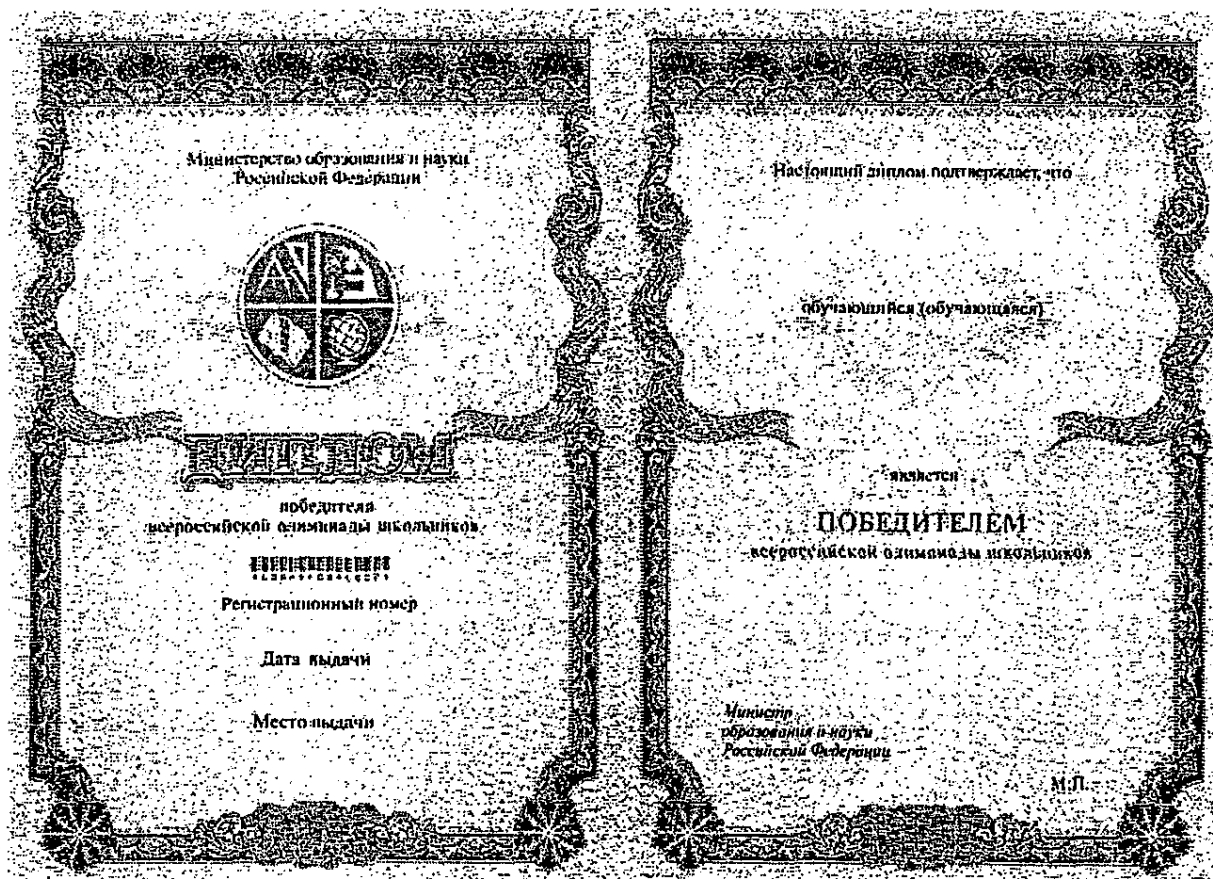 Министерство образования и науки
Российской Федерации
ДИПЛОМ
победителя
всероссийской олимпиады школьников
Регистрационный номер
Дата выдачи
Место выдачи
Настоящий диплом подтверждает, что
обучающийся (обучающаяся)
является
ПОБЕДИТЕЛЕМ
всероссийской олимпиады школьников
Министр
образования и науки
Российской Федерации
М.П.